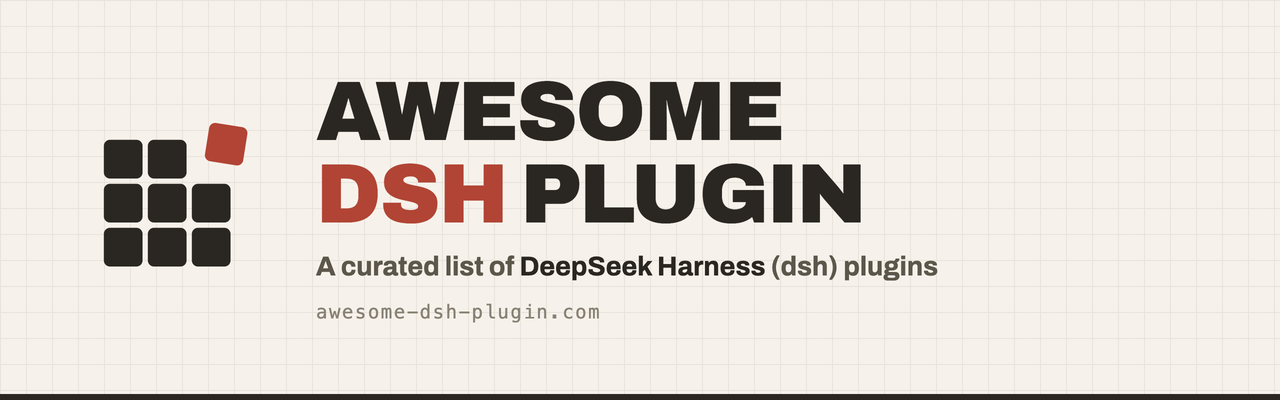 AWESOME
DSH PLUGIN
A curated list of DeepSeek Harness (dsh) plugins
awesome-dsh-plugin.com